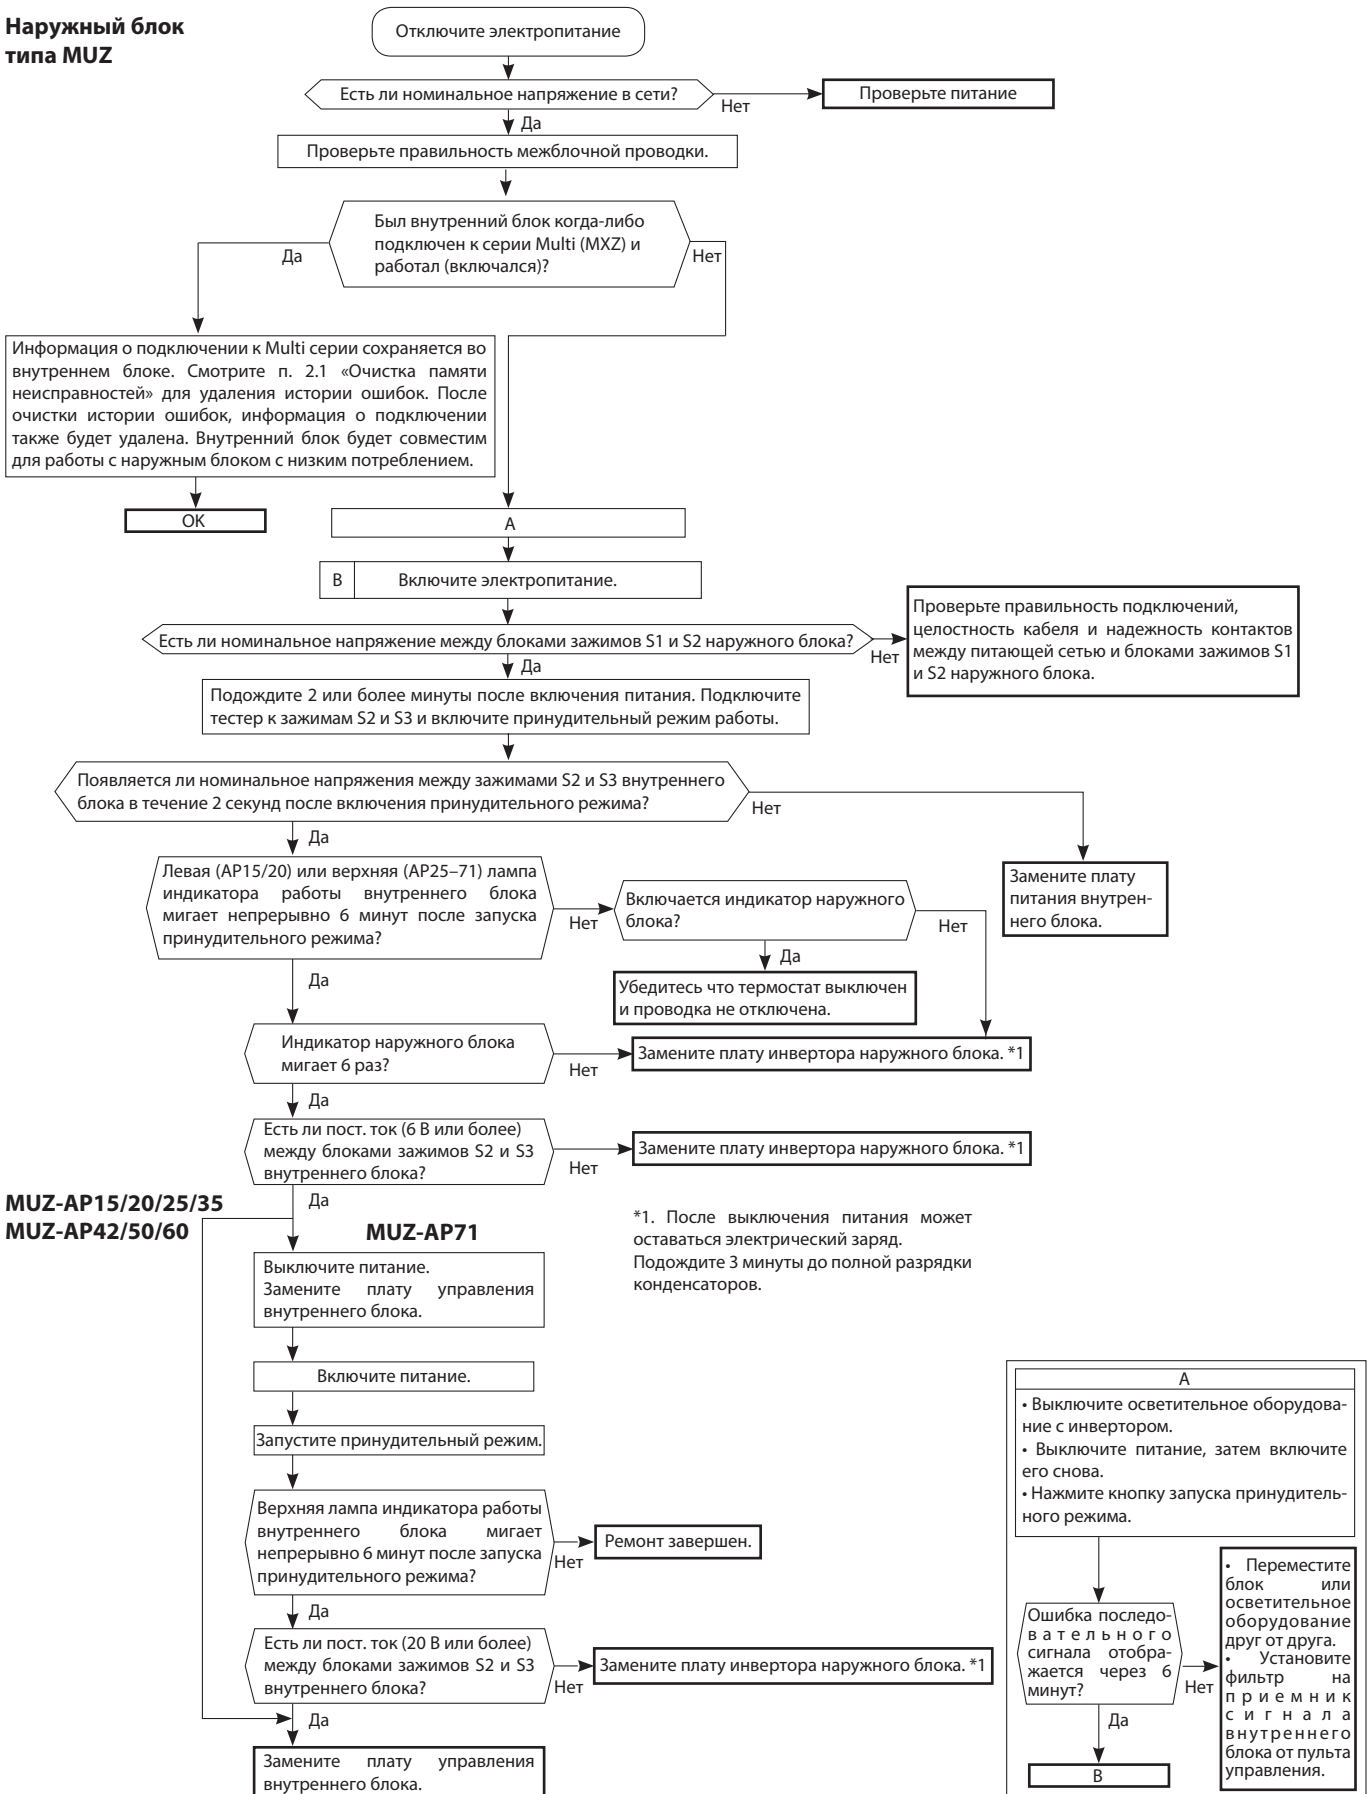 Наружный блок
типа MUZ
Отключите электропитание
Есть ли номинальное напряжение в сети?
Нет
Проверьте питание
Да
Проверьте правильность межблочной проводки.
Был внутренний блок когда-либо
подключен к серии Multi (MXZ) и
работал (включался)?
Да
Нет
Информация о подключении к Multi серии сохраняется во
внутреннем блоке. Смотрите п. 2.1 «Очистка памяти
неисправностей» для удаления истории ошибок. После
очистки истории ошибок, информация о подключении
также будет удалена. Внутренний блок будет совместим
для работы с наружным блоком с низким потреблением.
OK
A
B Включите электропитание.
Есть ли номинальное напряжение между блоками зажимов S1 и S2 наружного блока?
Нет
Проверьте правильность подключений,
целостность кабеля и надежность контактов
между питающей сетью и блоками зажимов S1
и S2 наружного блока.
Да
Подождите 2 или более минуты после включения питания. Подключите
тестер к зажимам S2 и S3 и включите принудительный режим работы.
Появляется ли номинальное напряжения между зажимами S2 и S3 внутреннего
блока в течение 2 секунд после включения принудительного режима?
Нет
Да
Замените плату
питания внутрен-
него блока.
Левая (AP15/20) или верхняя (AP25–71) лампа
индикатора работы внутреннего блока
мигает непрерывно 6 минут после запуска
принудительного режима?
Нет
Включается индикатор наружного
блока?
Нет
Да
Убедитесь что термостат выключен
и проводка не отключена.
Да
Индикатор наружного блока
мигает 6 раз?
Нет
Замените плату инвертора наружного блока. *1
Да
Есть ли пост. ток (6 В или более)
между блоками зажимов S2 и S3
внутреннего блока?
Нет
Замените плату инвертора наружного блока. *1
Да
MUZ-AP15/20/25/35
MUZ-AP42/50/60
MUZ-AP71
*1. После выключения питания может
оставаться электрический заряд.
Подождите 3 минуты до полной разрядки
конденсаторов.
Выключите питание.
Замените плату управления
внутреннего блока.
Включите питание.
Запустите принудительный режим.
Верхняя лампа индикатора работы
внутреннего блока мигает
непрерывно 6 минут после запуска
принудительного режима?
Нет
Ремонт завершен.
Да
Есть ли пост. ток (20 В или более)
между блоками зажимов S2 и S3
внутреннего блока?
Нет
Замените плату инвертора наружного блока. *1
Да
Замените плату управления
внутреннего блока.
A
• Выключите осветительное оборудова-
ние с инвертором.
• Выключите питание, затем включите
его снова.
• Нажмите кнопку запуска принудитель-
ного режима.
Ошибка последо-
вательного
сигнала отобра-
жается через 6
минут?
Нет
• Переместите
блок или
осветительное
оборудование
друг от друга.
• Установите
фильтр на
приемник
сигнала
внутреннего
блока от пульта
управления.
Да
B